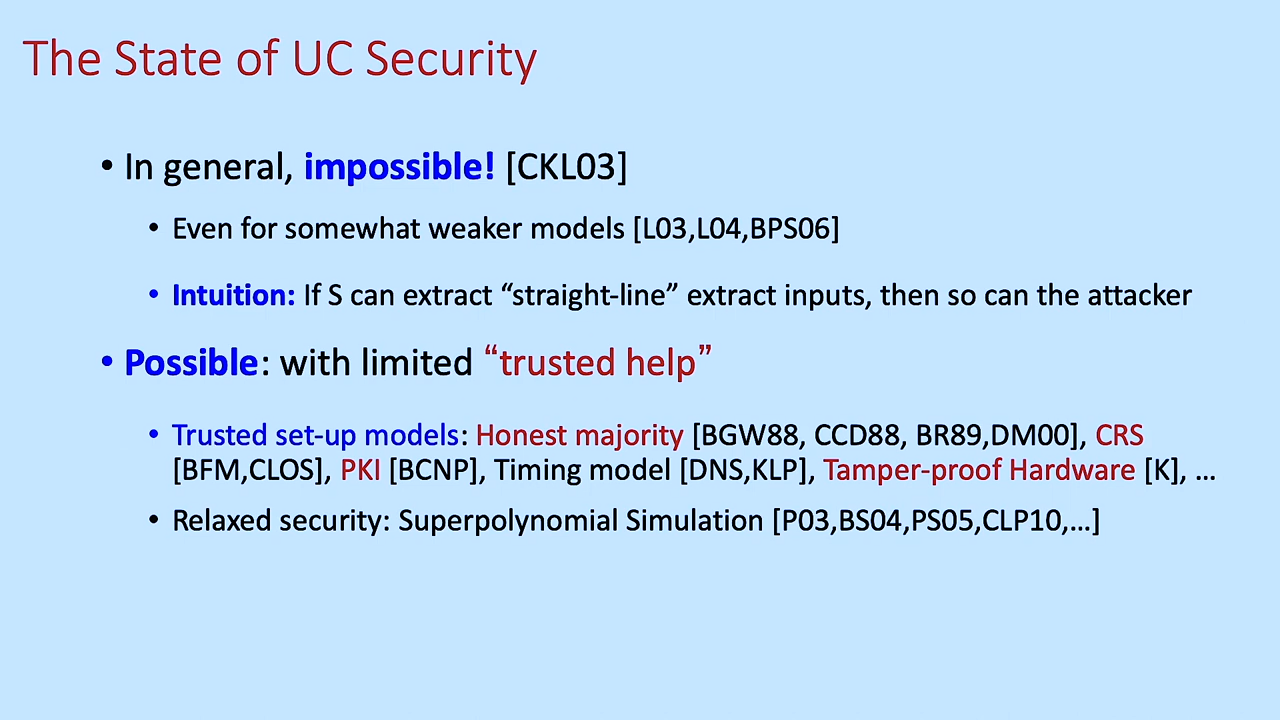 The State of UC Security
• In general, impossible! [CKL03]
• Even for somewhat weaker models [L03,L04,BPS06]
• Intuition: If S can extract “straight-line” extract inputs, then so can the attacker
• Possible: with limited “trusted help”
• Trusted set-up models: Honest majority [BGW88, CCD88, BR89,DM00], CRS
[BFM,CLOS], PKI [BCNP], Timing model [DNS,KLP], Tamper-proof Hardware [K], …
• Relaxed security: Superpolynomial Simulation [P03,BS04,PS05,CLP10,…]